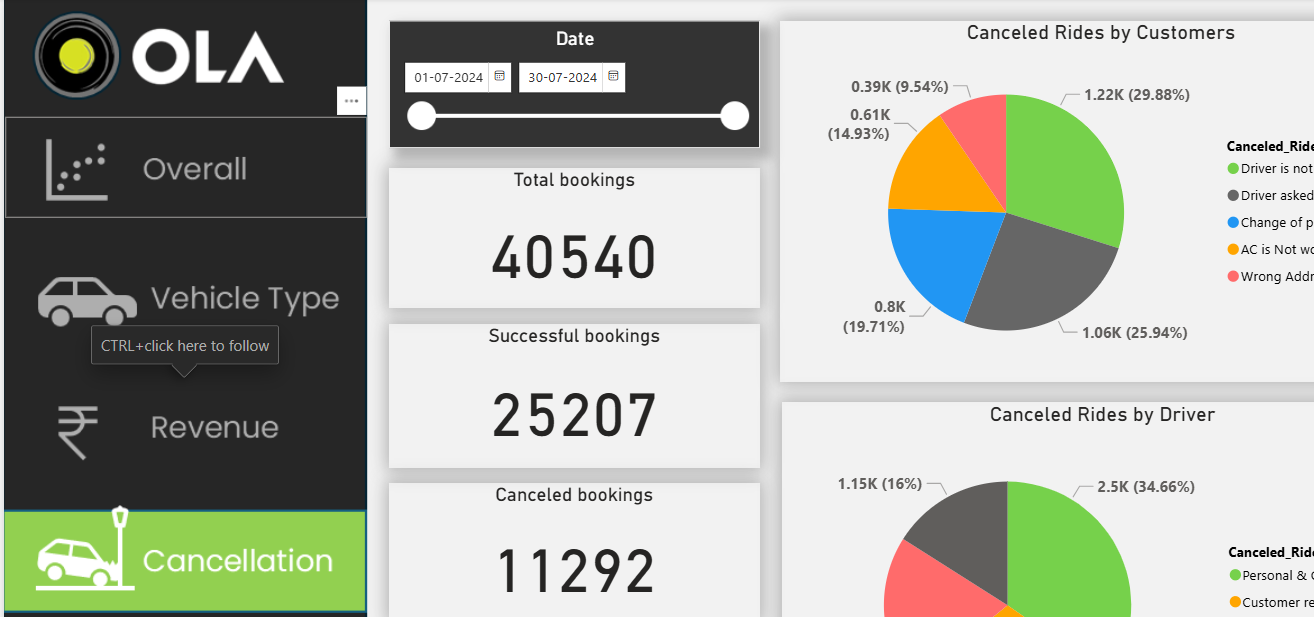 OLA
Overall
Vehicle Type
CTRL+click here to follow
Revenue
Cancellation
Date
01-07-2024
30-07-2024
Total bookings
40540
Successful bookings
25207
Canceled bookings
11292
Canceled Rides by Customers
0.39K (9.54%)
1.22K (29.88%)
0.61K
(14.93%)
0.8K
(19.71%)
1.06K (25.94%)
Canceled_Ride
Driver is not
Driver asked
Change of p
AC is Not wo
Wrong Addr
Canceled Rides by Driver
1.15K (16%)
2.5K (34.66%)
Canceled_Ride
Personal &
Customer re